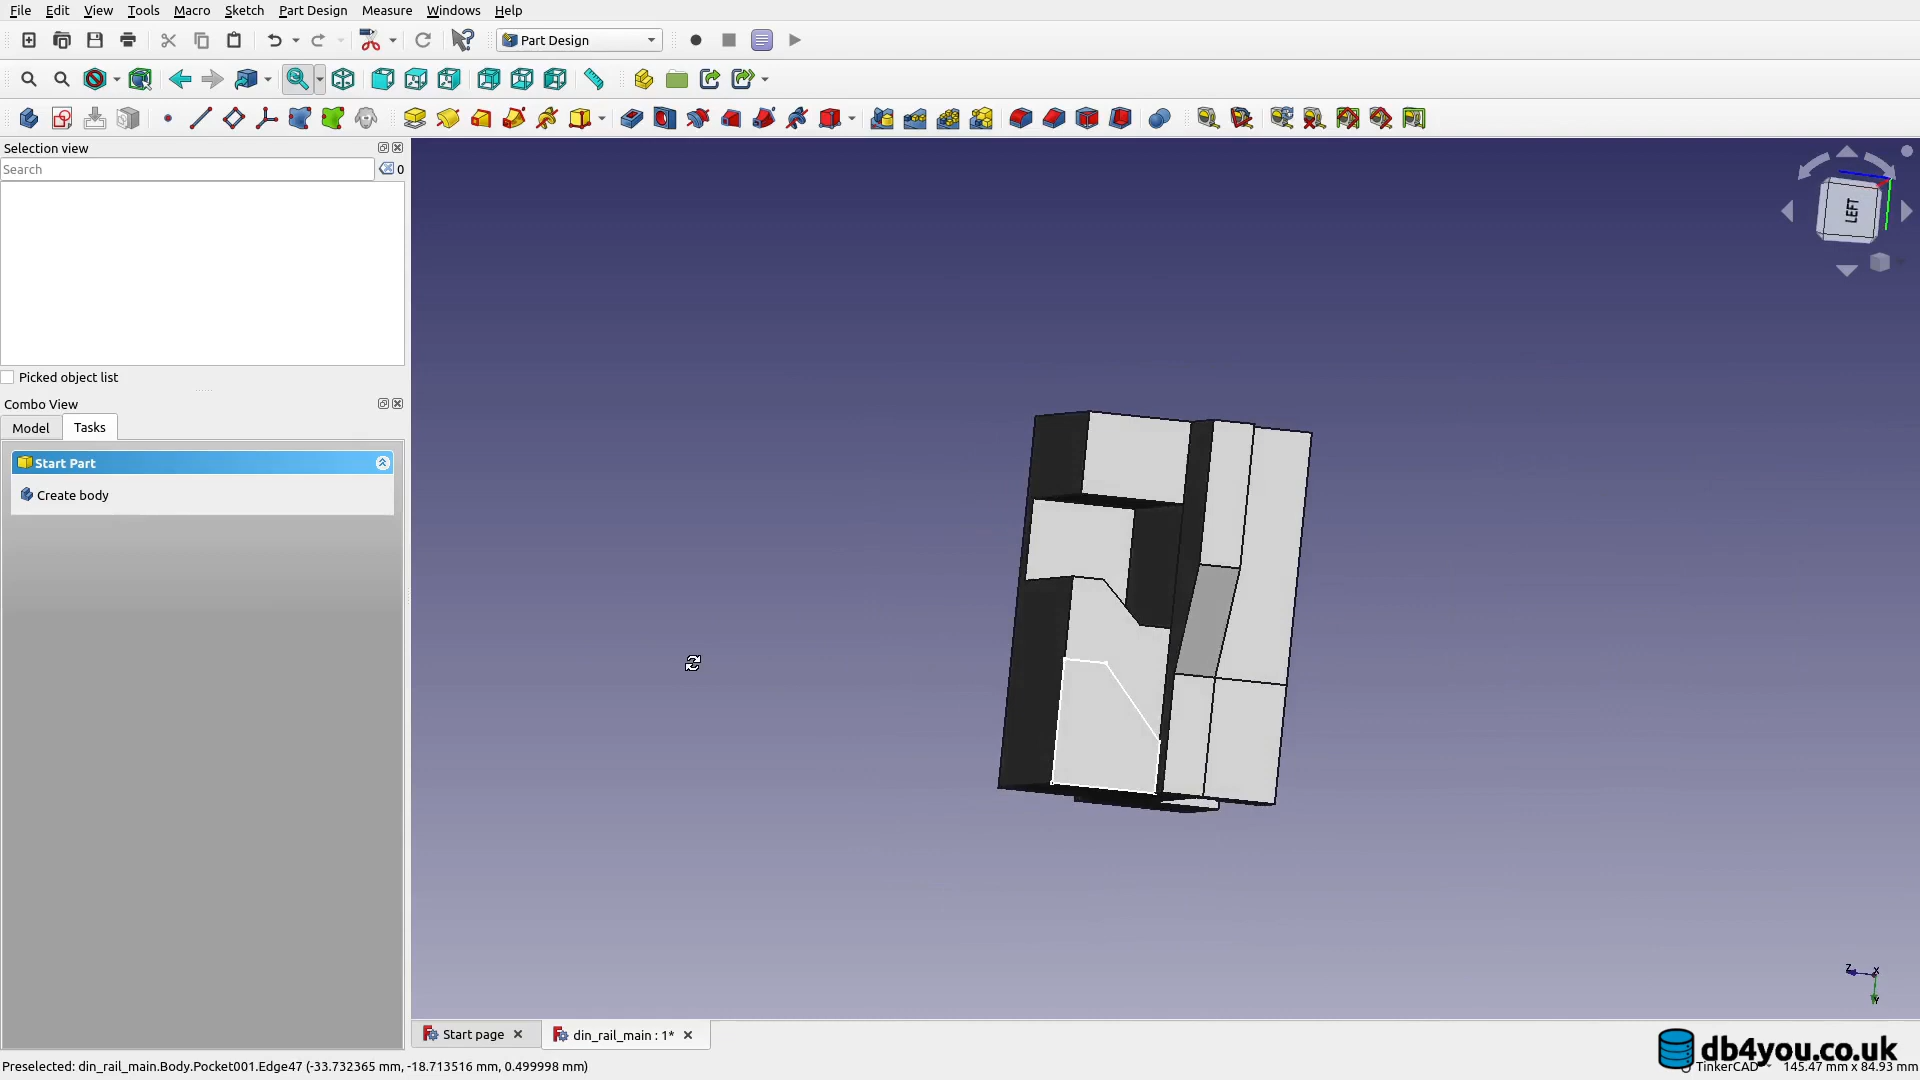 File Edit View Tools Macro Sketch Part Design Measure Windows Help
Part Design
Selection view
Search
0
Picked object list
Combo View
Model Tasks
Start Part
Create body
LEFT
Z X
Y
Start page din_rail_main : 1*
Preselected: din_rail_main.Body.Pocket001.Edge47 (-33.732365 mm, -18.713516 mm, 0.499998 mm)
db4you.co.uk
TinkerCAD 145.47 mm x 84.93 mm